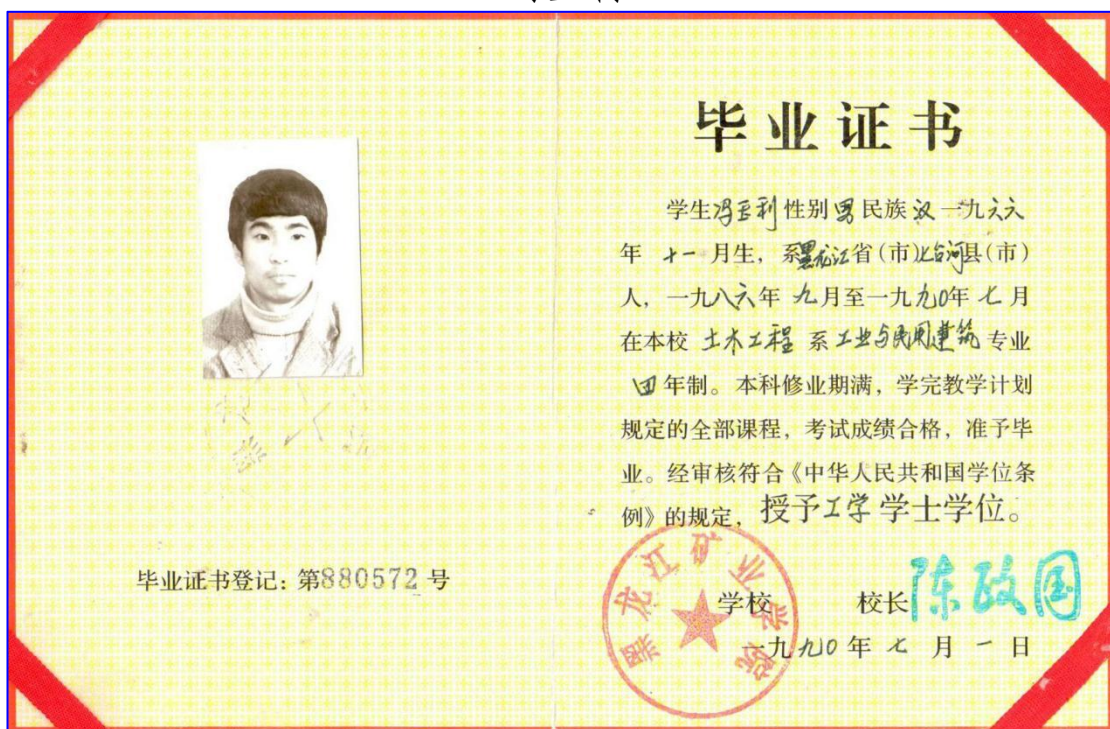 毕业证书
学生冯玉利性别男民族汉一九六六
年十一月生，系黑龙江省(市)七台河县(市)
人，一九八六年九月至一九九0年七月
在本校土木工程系工业与民用建筑专业
四年制。本科修业期满，学完教学计划
规定的全部课程，考试成绩合格，准予毕
业。经审核符合《中华人民共和国学位条
例》的规定，授予工学学士学位。
黑龙江矿业学院
学校 校长陈政国
一九九0年七月一日
毕业证书登记：第880572号